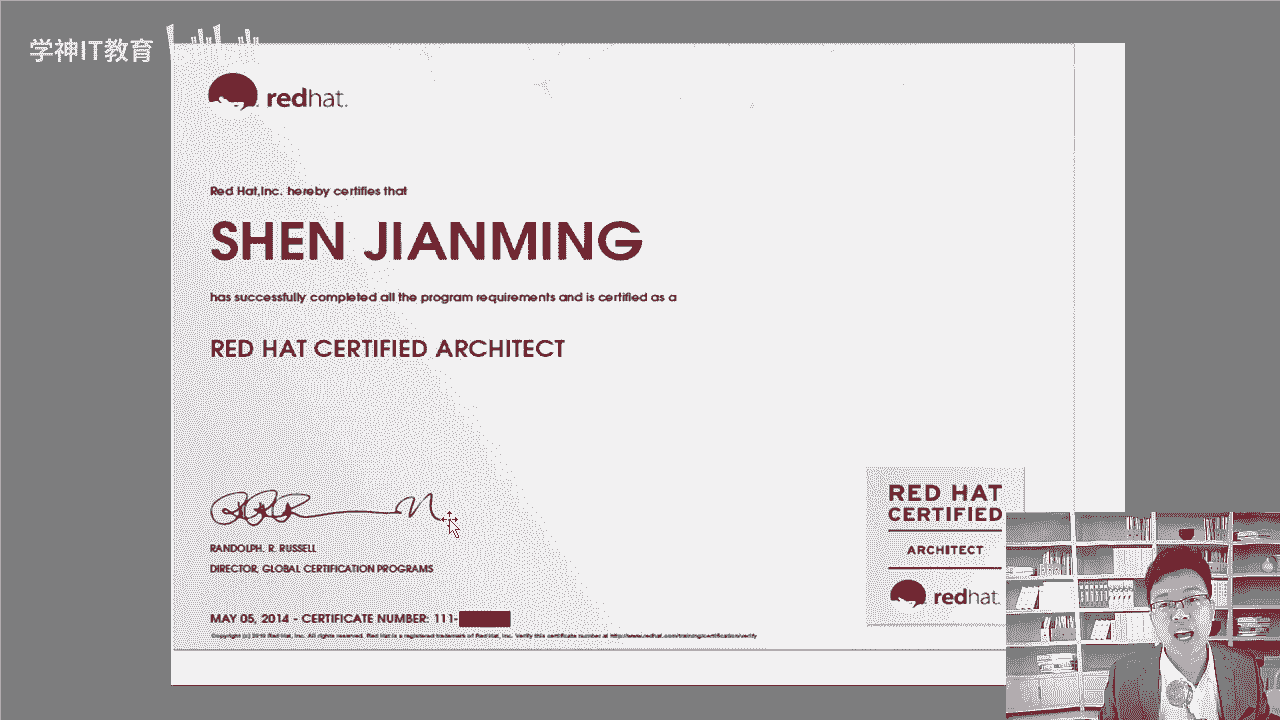 学神IT教育
redhat.
Red Hat,Inc. hereby certifies that
SHEN JIANMING
has successfully completed all the program requirements and is certified as a
RED HAT CERTIFIED ARCHITECT
RANDOLPH. R. RUSSELL
DIRECTOR, GLOBAL CERTIFICATION PROGRAMS
MAY 05, 2014 - CERTIFICATE NUMBER: 111-
Copyright (c) 2010 Red Hat, Inc. All rights reserved. Red Hat is a registered trademark of Red Hat, Inc. Verify this certificate number at http://www.redhat.com/training/certification/verify
RED HAT
CERTIFIED
ARCHITECT
redhat.